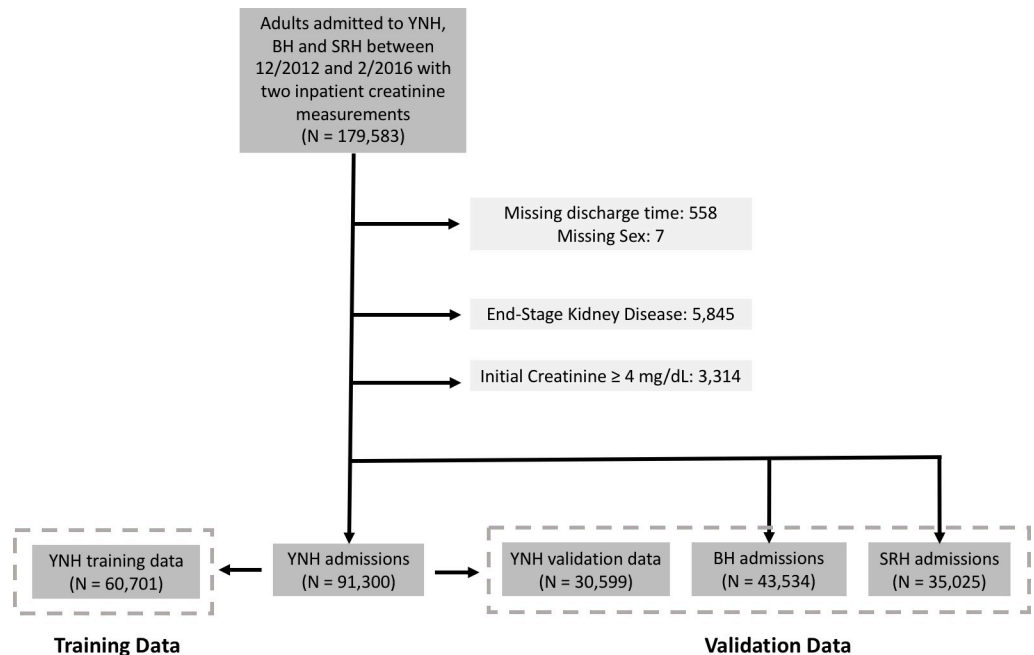 Adults admitted to YNH,
BH and SRH between
12/2012 and 2/2016 with
two inpatient creatinine
measurements
(N = 179,583)
Missing discharge time: 558
Missing Sex: 7
End-Stage Kidney Disease: 5,845
Initial Creatinine ≥ 4 mg/dL: 3,314
YNH training data
(N = 60,701)
YNH admissions
(N = 91,300)
YNH validation data
(N = 30,599)
BH admissions
(N = 43,534)
SRH admissions
(N = 35,025)
Training Data
Validation Data